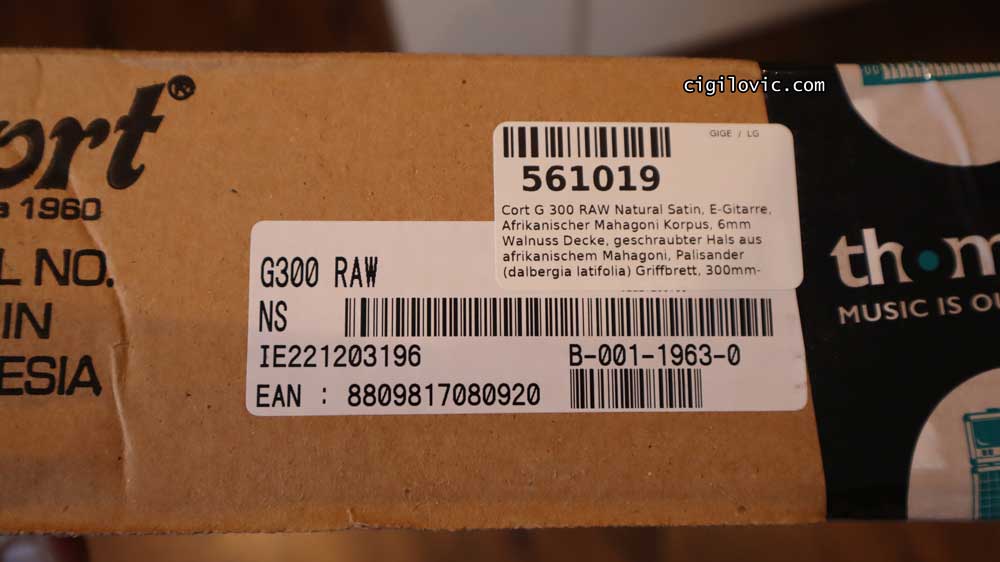 cigilovic.com
ort®
1960
L NO.
IN
ESIA
GIGE / LG
561019
Cort G 300 RAW Natural Satin, E-Gitarre,
Afrikanischer Mahagoni Korpus, 6mm
Walnuss Decke, geschraubter Hals aus
afrikanischem Mahagoni, Palisander
(dalbergia latifolia) Griffbrett, 300mm-
G300 RAW
NS
IE221203196
B-001-1963-0
EAN : 8809817080920
thom
MUSIC IS OU